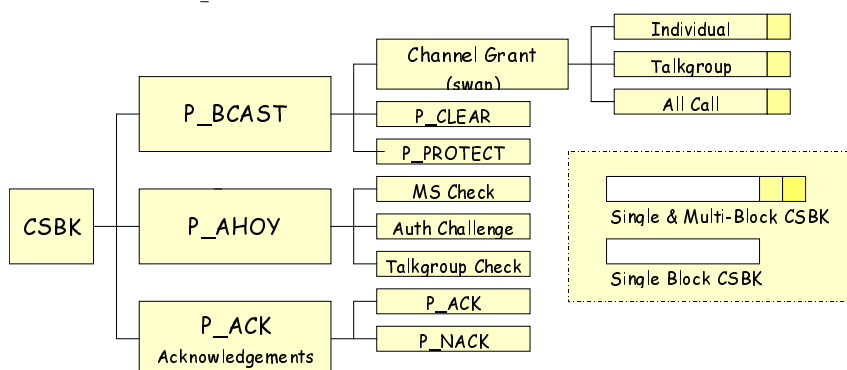 Channel Grant
(swap)
Individual
Talkgroup
All Call
P_BCAST
P_CLEAR
P_PROTECT
CSBK
P_AHOY
MS Check
Auth Challenge
Talkgroup Check
P_ACK
Acknowledgements
P_ACK
P_NACK
Single & Multi-Block CSBK
Single Block CSBK